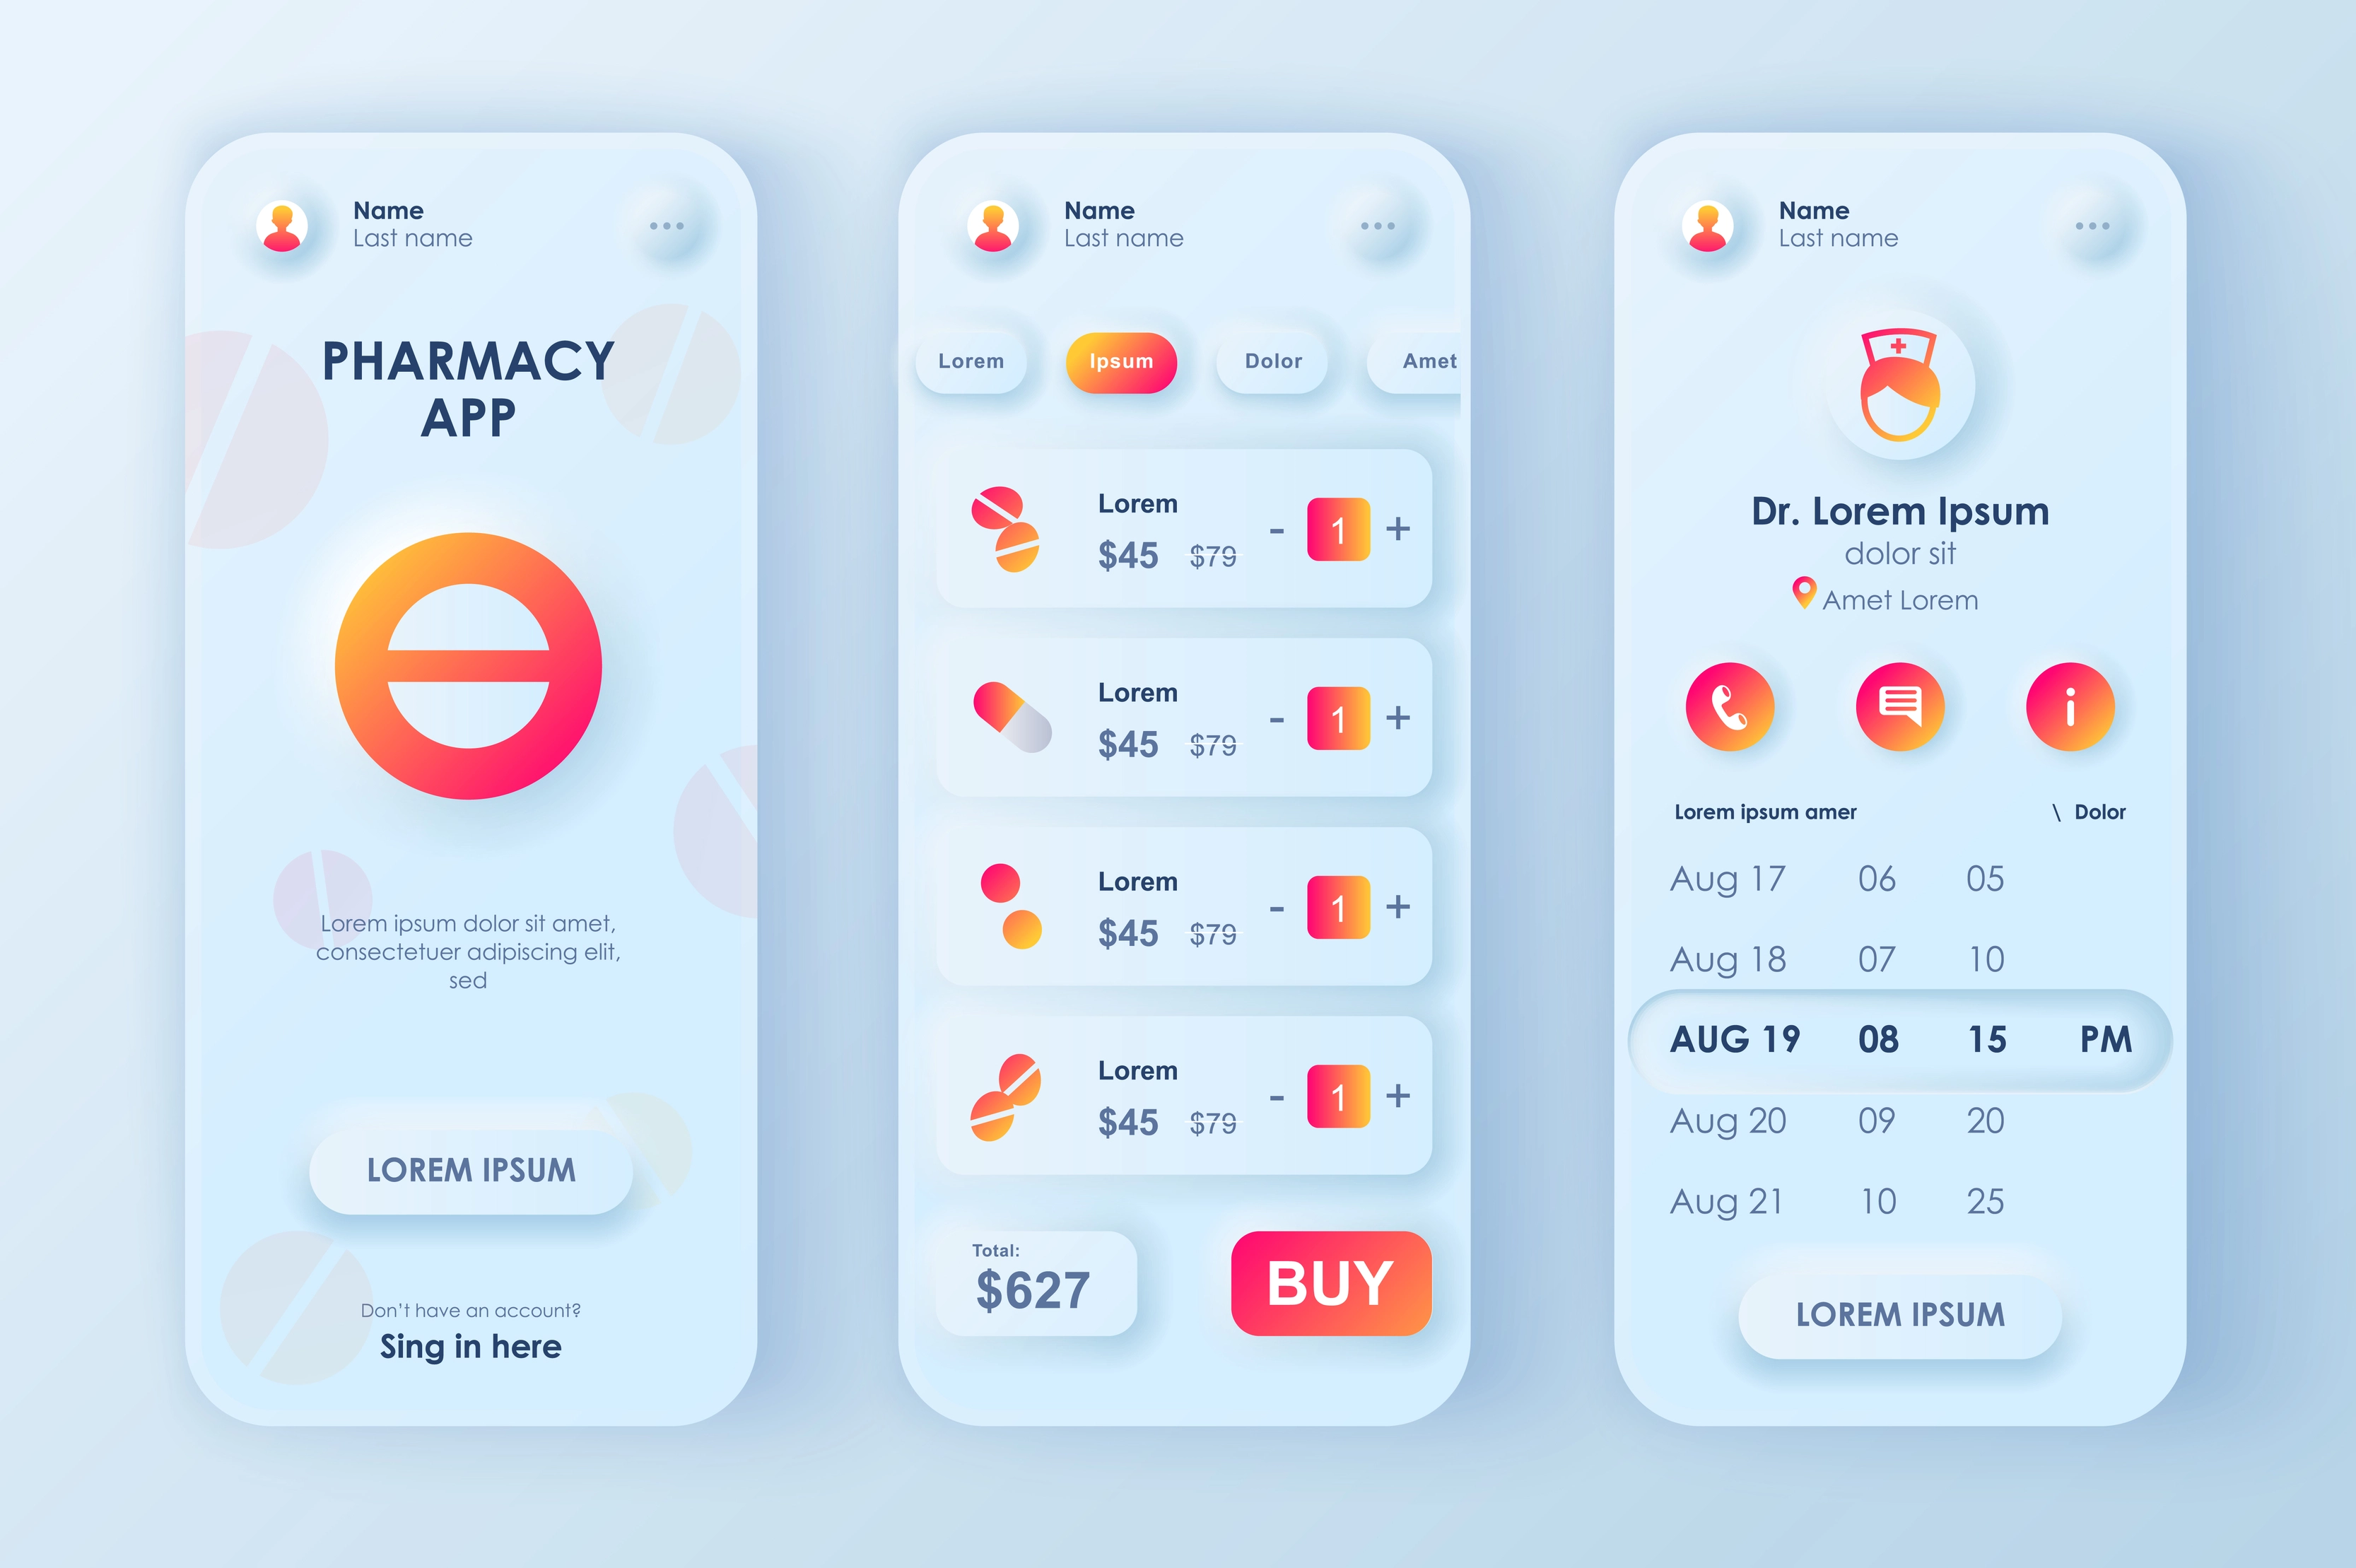 Name
Last name
PHARMACY
APP
Lorem ipsum dolor sit amet,
consectetuer adipiscing elit,
sed
LOREM IPSUM
Don't have an account?
Sing in here
Name
Last name
Lorem
Ipsum
Dolor
Amet
Lorem
$45 $79
- 1 +
Lorem
$45 $79
- 1 +
Lorem
$45 $79
- 1 +
Lorem
$45 $79
- 1 +
Total:
$627
BUY
Name
Last name
Dr. Lorem Ipsum
dolor sit
Amet Lorem
Lorem ipsum amer \ Dolor
Aug 17 06 05
Aug 18 07 10
AUG 19 08 15 PM
Aug 20 09 20
Aug 21 10 25
LOREM IPSUM